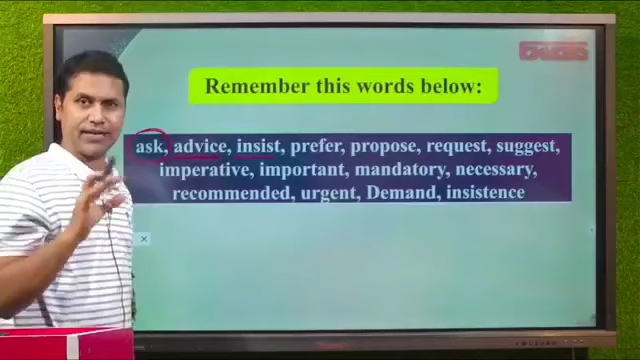 Remember this words below:
ask, advice, insist, prefer, propose, request, suggest,
imperative, important, mandatory, necessary,
recommended, urgent, Demand, insistence